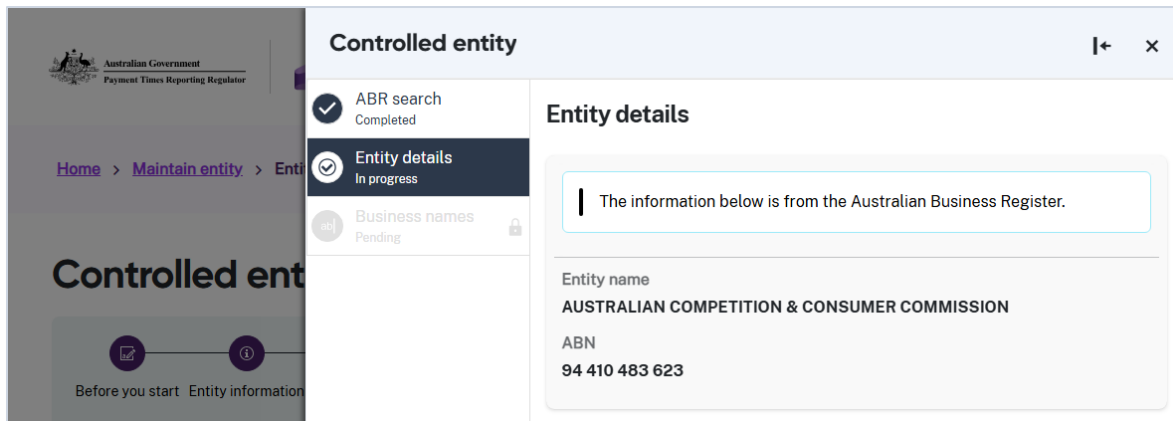 Australian Government
Payment Times Reporting Regulator
Home > Maintain entity > Enti
Controlled ent
Before you start
Entity information
Controlled entity
ABR search
Completed
Entity details
In progress
Business names
Pending
Entity details
The information below is from the Australian Business Register.
Entity name
AUSTRALIAN COMPETITION & CONSUMER COMMISSION
ABN
94 410 483 623